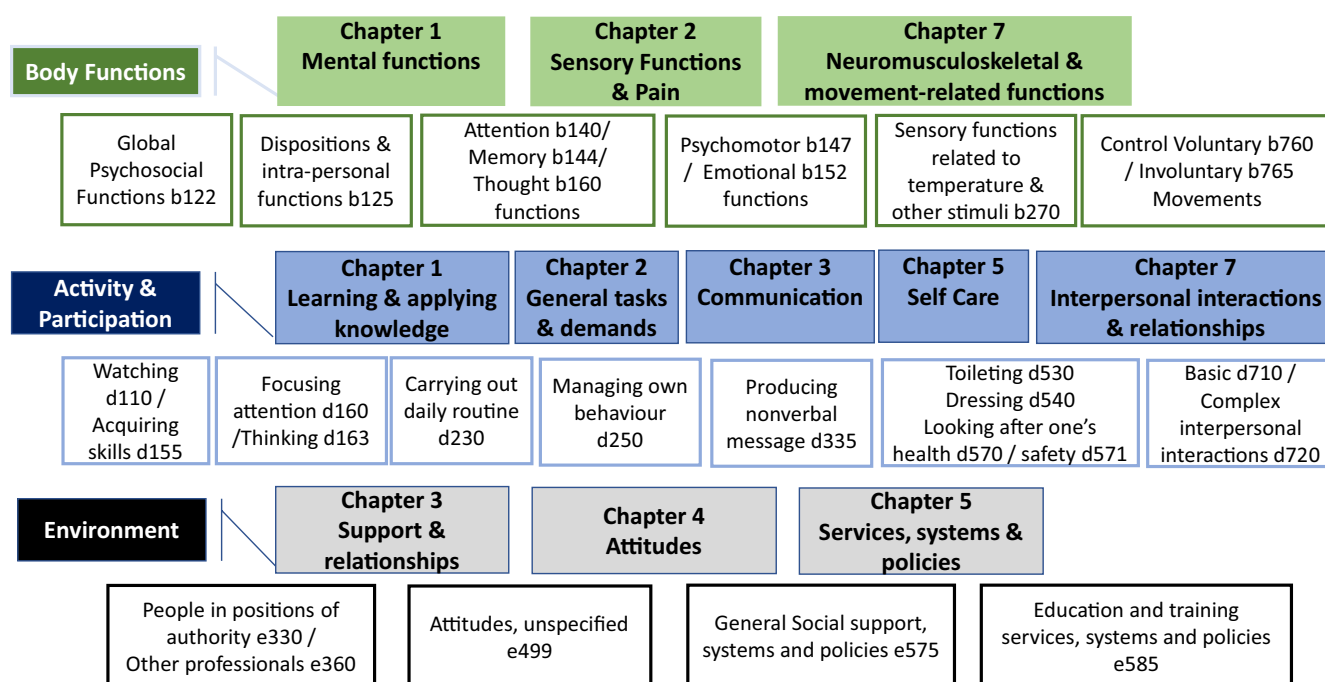 Body Functions
Chapter 1
Mental functions
Chapter 2
Sensory Functions
& Pain
Chapter 7
Neuromusculoskeletal &
movement-related functions
Global
Psychosocial
Functions b122
Dispositions &
intra-personal
functions b125
Attention b140/
Memory b144/
Thought b160
functions
Psychomotor b147
/ Emotional b152
functions
Sensory functions
related to
temperature &
other stimuli b270
Control Voluntary b760
/ Involuntary b765
Movements
Activity &
Participation
Chapter 1
Learning & applying
knowledge
Chapter 2
General tasks
& demands
Chapter 3
Communication
Chapter 5
Self Care
Chapter 7
Interpersonal interactions
& relationships
Watching
d110 /
Acquiring
skills d155
Focusing
attention d160
/Thinking d163
Carrying out
daily routine
d230
Managing own
behaviour
d250
Producing
nonverbal
message d335
Toileting d530
Dressing d540
Looking after one's
health d570 / safety d571
Basic d710 /
Complex
interpersonal
interactions d720
Environment
Chapter 3
Support &
relationships
Chapter 4
Attitudes
Chapter 5
Services, systems &
policies
People in positions of
authority e330 /
Other professionals e360
Attitudes, unspecified
e499
General Social support,
systems and policies e575
Education and training
services, systems and policies
e585